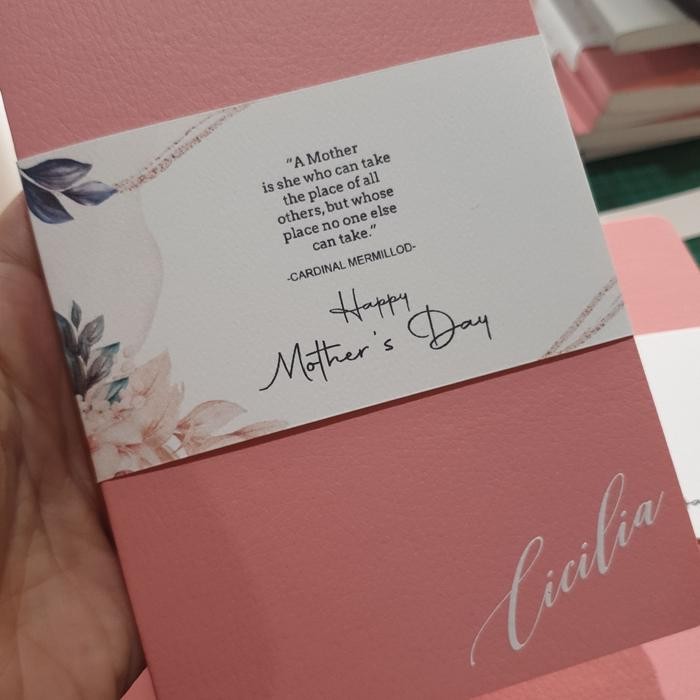 "A Mother
is she who can take
the place of all
others, but whose
place no one else
can take."
-CARDINAL MERMILLOD-
Happy
Mother's Day
Cicilia